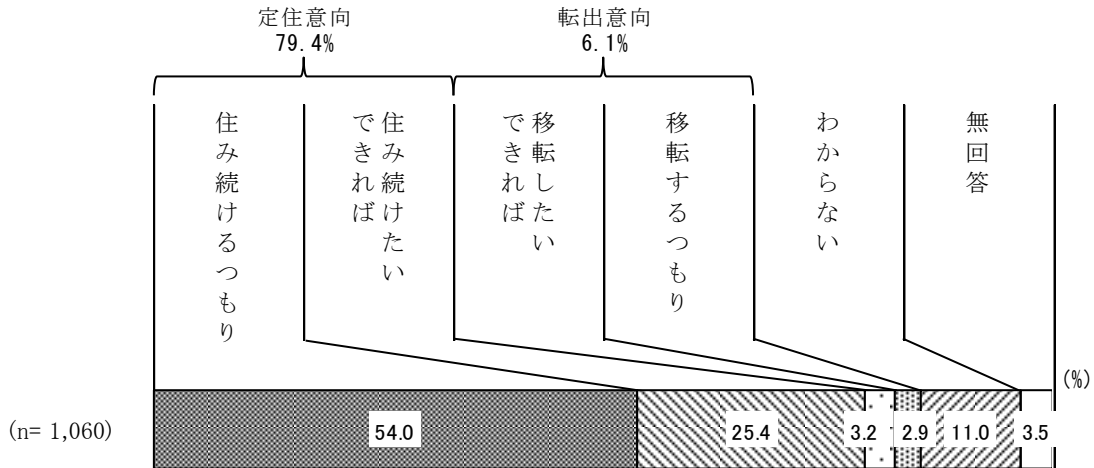 定住意向
79.4%
転出意向
6.1%
住み続けるつもり
できれば
住み続けたい
できれば
移転したい
移転するつもり
わからない
無回答
(%)
(n= 1,060)
54.0
25.4
3.2
2.9
11.0
3.5